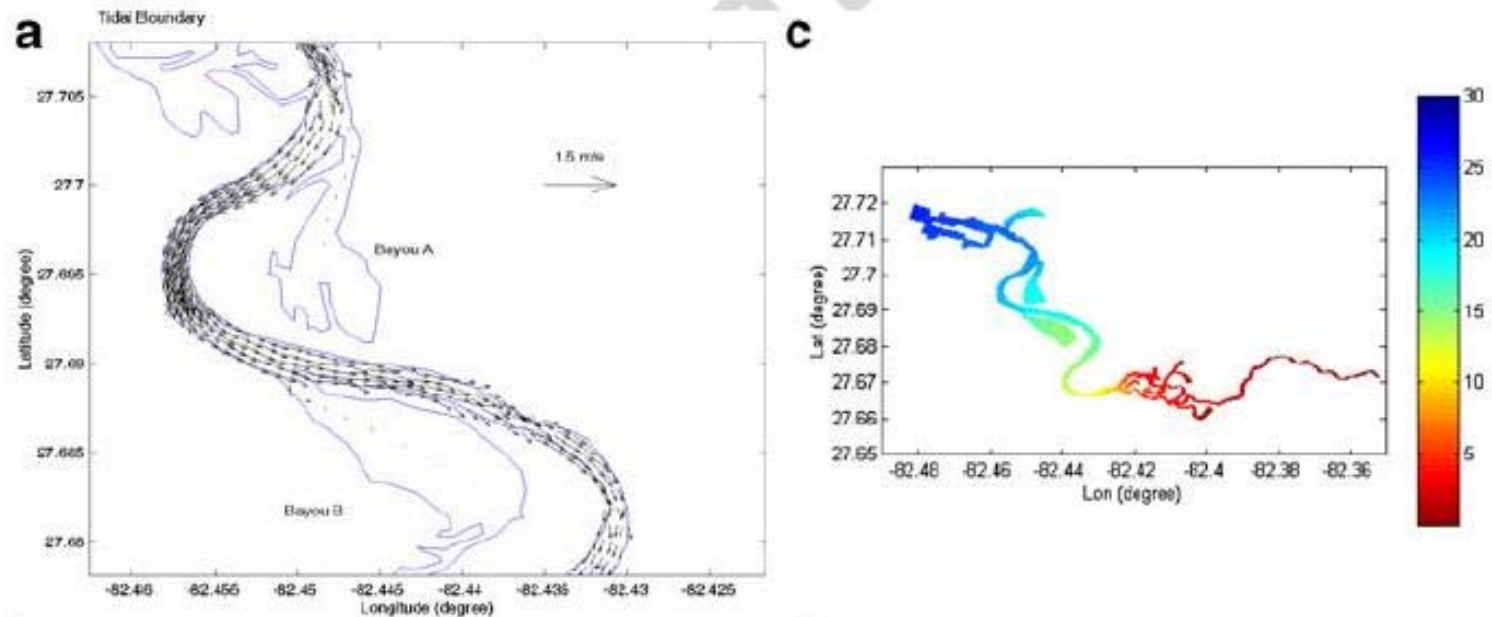 Tidal Boundary
a
27.705
27.7
27.695
27.69
27.685
27.68
Latitude (degree)
1.5 m/s
Bayou A
Bayou B
-82.46 -82.455 -82.45 -82.445 -82.44 -82.435 -82.43 -82.425
Longitude (degree)
c
27.72
27.71
27.7
27.69
27.68
27.67
27.66
27.65
Lat (degree)
-82.48 -82.46 -82.44 -82.42 -82.4 -82.38 -82.36
Lon (degree)
30
25
20
15
10
5